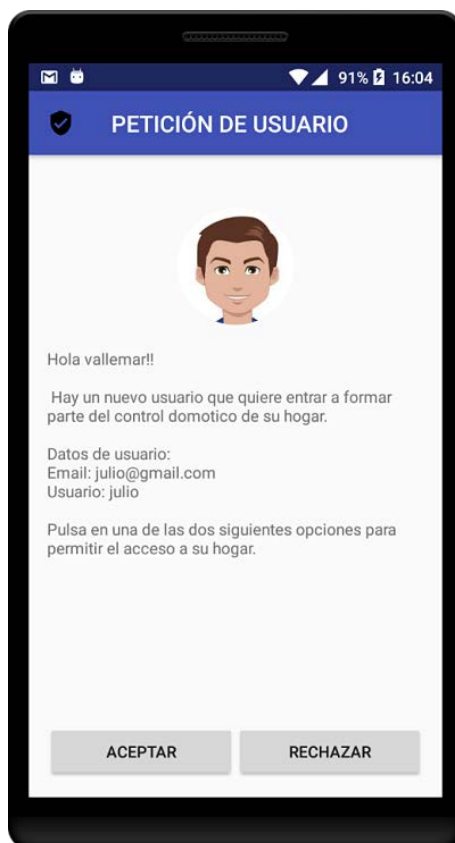 91% 16:04
PETICIÓN DE USUARIO
Hola vallemar!!
Hay un nuevo usuario que quiere entrar a formar
parte del control domotico de su hogar.
Datos de usuario:
Email: julio@gmail.com
Usuario: julio
Pulsa en una de las dos siguientes opciones para
permitir el acceso a su hogar.
ACEPTAR RECHAZAR